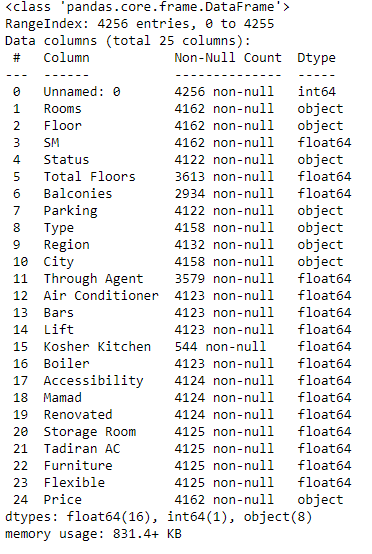 <class 'pandas.core.frame.DataFrame'>
RangeIndex: 4256 entries, 0 to 4255
Data columns (total 25 columns):
 #   Column           Non-Null Count  Dtype
---  ------           --------------  -----
 0   Unnamed: 0       4256 non-null   int64
 1   Rooms            4162 non-null   object
 2   Floor            4162 non-null   object
 3   SM               4162 non-null   float64
 4   Status           4122 non-null   object
 5   Total Floors     3613 non-null   float64
 6   Balconies        2934 non-null   float64
 7   Parking          4122 non-null   object
 8   Type             4158 non-null   object
 9   Region           4132 non-null   object
 10  City             4158 non-null   object
 11  Through Agent    3579 non-null   float64
 12  Air Conditioner  4123 non-null   float64
 13  Bars             4123 non-null   float64
 14  Lift             4123 non-null   float64
 15  Kosher Kitchen   544 non-null    float64
 16  Boiler           4123 non-null   float64
 17  Accessibility    4124 non-null   float64
 18  Mamad            4124 non-null   float64
 19  Renovated        4124 non-null   float64
 20  Storage Room     4125 non-null   float64
 21  Tadiran AC       4125 non-null   float64
 22  Furniture        4125 non-null   float64
 23  Flexible         4125 non-null   float64
 24  Price            4162 non-null   object
dtypes: float64(16), int64(1), object(8)
memory usage: 831.4+ KB